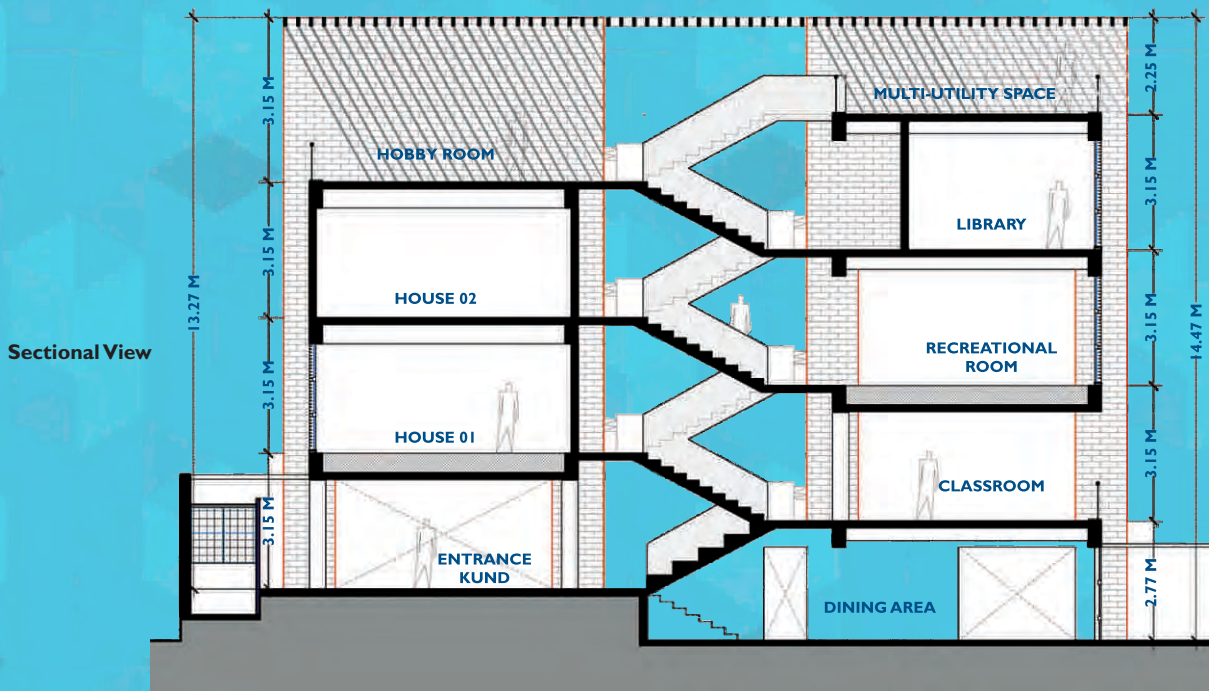 Sectional View
13.27 M
3.15 M
3.15 M
3.15 M
3.15 M
HOBBY ROOM
HOUSE 02
HOUSE 01
ENTRANCE
KUND
MULTI-UTILITY SPACE
LIBRARY
RECREATIONAL
ROOM
CLASSROOM
DINING AREA
2.25 M
3.15 M
3.15 M
3.15 M
2.77 M
14.47 M